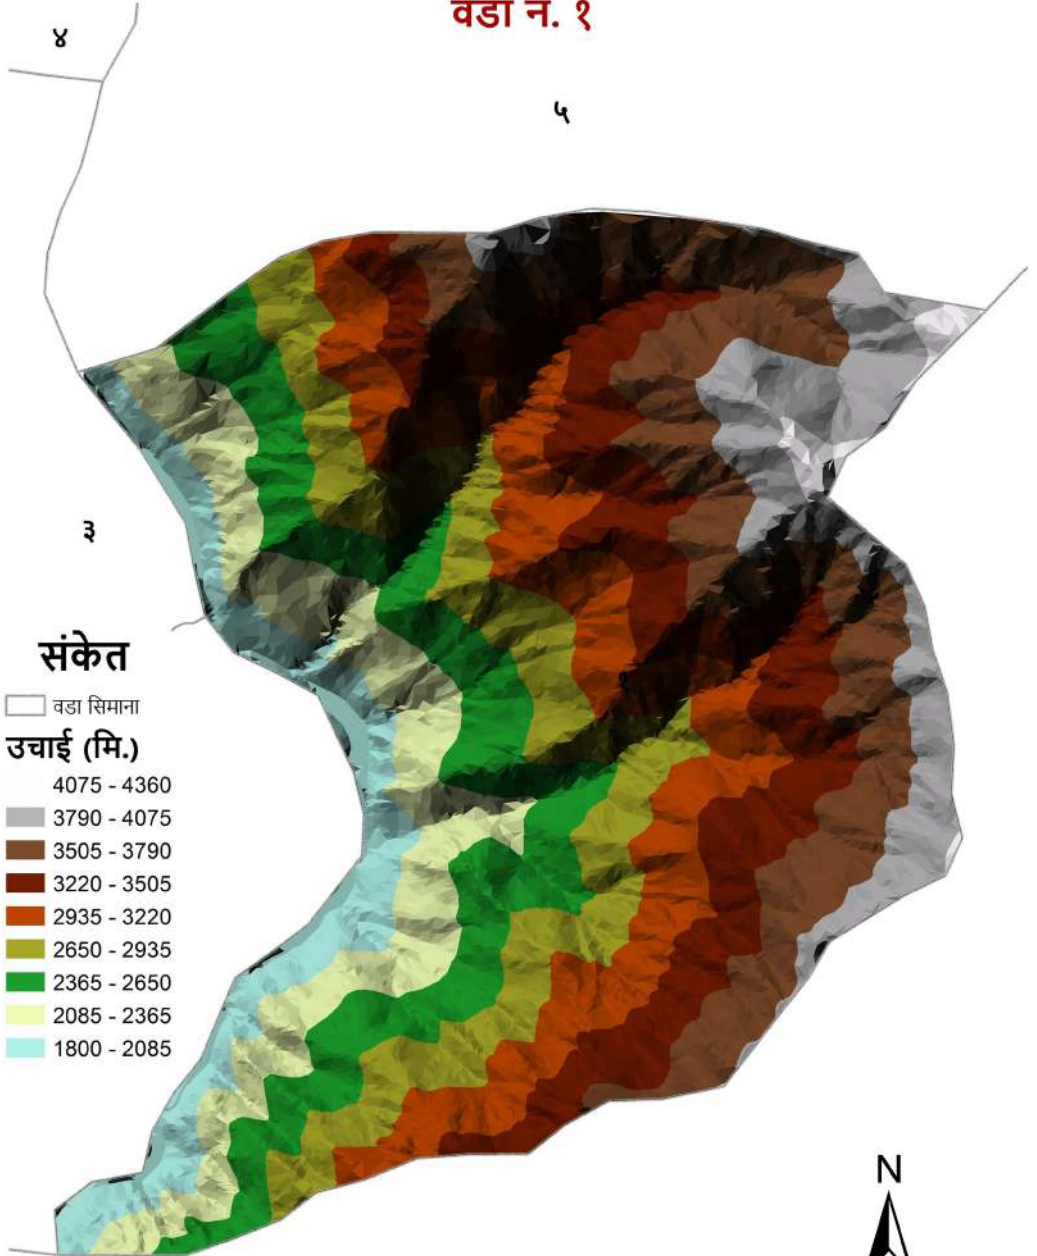 वडा नं. १
४
५
३
१
संकेत
वडा सिमाना
उचाई (मि.)
4075 - 4360
3790 - 4075
3505 - 3790
3220 - 3505
2935 - 3220
2650 - 2935
2365 - 2650
2085 - 2365
1800 - 2085
N